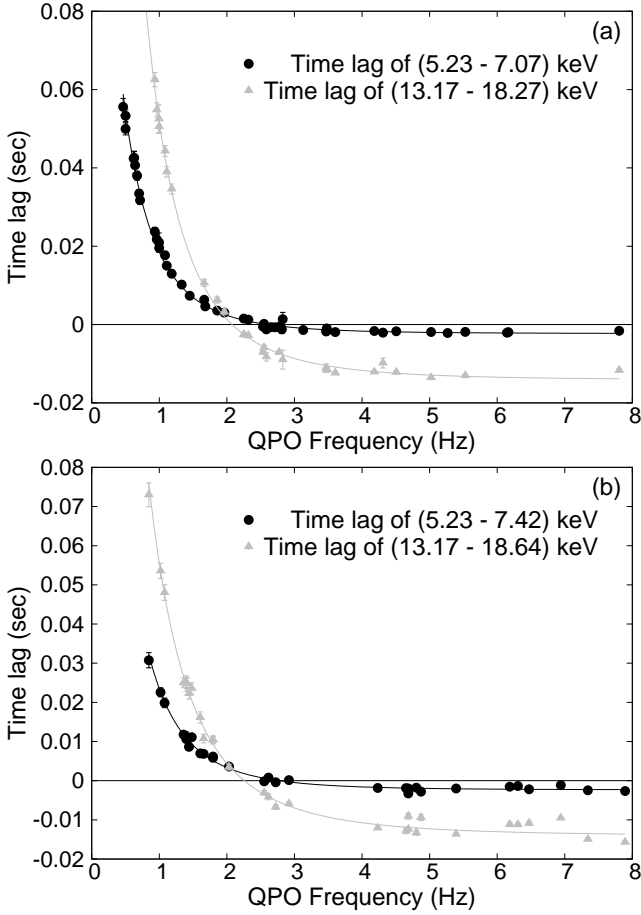 (a)
Time lag of (5.23 - 7.07) keV
Time lag of (13.17 - 18.27) keV
Time lag (sec)
0.08
0.06
0.04
0.02
0
-0.02
0 1 2 3 4 5 6 7 8
QPO Frequency (Hz)
(b)
Time lag of (5.23 - 7.42) keV
Time lag of (13.17 - 18.64) keV
Time lag (sec)
0.08
0.07
0.06
0.05
0.04
0.03
0.02
0.01
0
-0.01
-0.02
0 1 2 3 4 5 6 7 8
QPO Frequency (Hz)